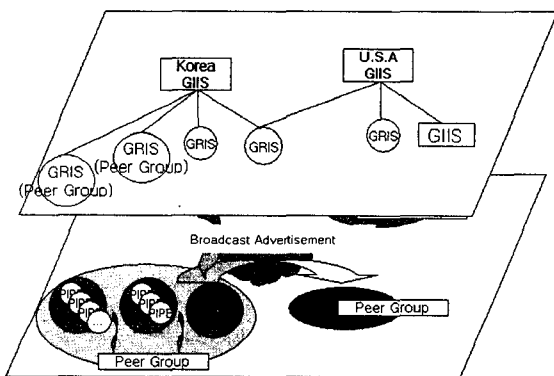 Korea
GIIS
U.S.A
GIIS
GRIS
(Peer Group)
GRIS
(Peer Group)
GRIS
GRIS
GRIS
GIIS
Broadcast Advertisement
PIPE
Peer Group
Peer Group